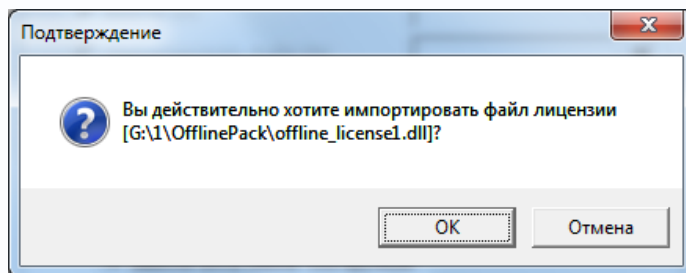 Подтверждение
Вы действительно хотите импортировать файл лицензии
[G:\1\OfflinePack\offline_license1.dll]?
OK
Отмена